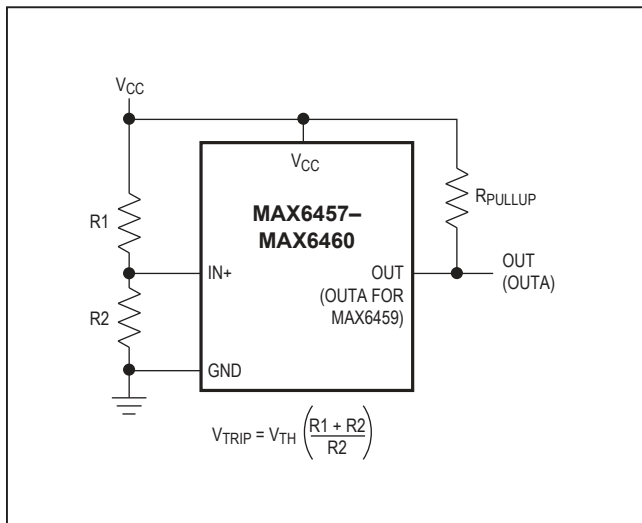 VCC
VCC
MAX6457–
MAX6460
R1
RPULLUP
IN+
OUT
(OUTA FOR
MAX6459)
OUT
(OUTA)
R2
GND
VTRIP = VTH (R1 + R2 / R2)